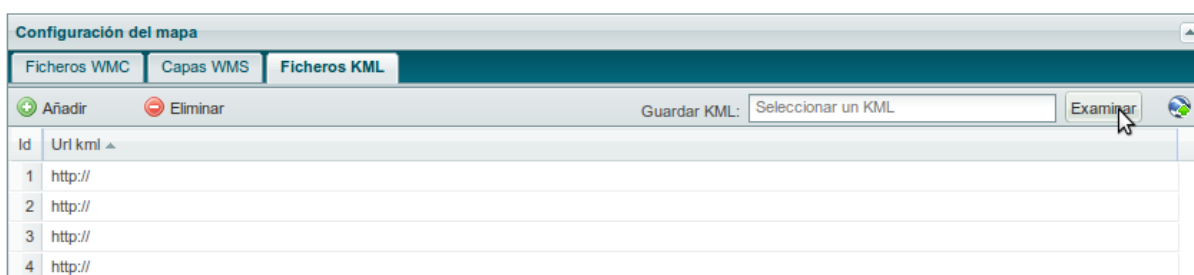 Configuración del mapa
Ficheros WMC Capas WMS Ficheros KML
Añadir Eliminar Guardar KML: Seleccionar un KML Examinar
Id Url kml
1 http://
2 http://
3 http://
4 http://